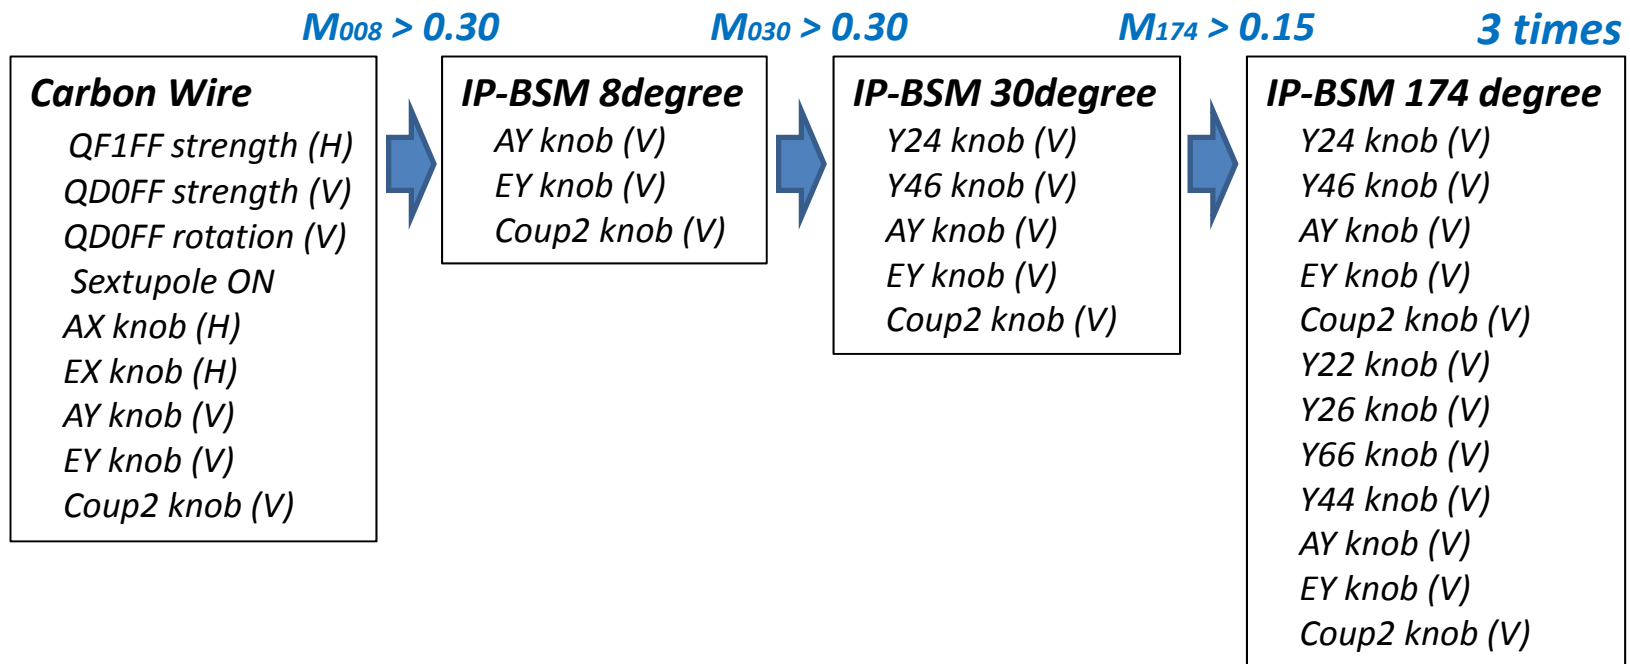 M008 > 0.30
M030 > 0.30
M174 > 0.15
3 times
Carbon Wire
QF1FF strength (H)
QD0FF strength (V)
QD0FF rotation (V)
Sextupole ON
AX knob (H)
EX knob (H)
AY knob (V)
EY knob (V)
Coup2 knob (V)
IP-BSM 8degree
AY knob (V)
EY knob (V)
Coup2 knob (V)
IP-BSM 30degree
Y24 knob (V)
Y46 knob (V)
AY knob (V)
EY knob (V)
Coup2 knob (V)
IP-BSM 174 degree
Y24 knob (V)
Y46 knob (V)
AY knob (V)
EY knob (V)
Coup2 knob (V)
Y22 knob (V)
Y26 knob (V)
Y66 knob (V)
Y44 knob (V)
AY knob (V)
EY knob (V)
Coup2 knob (V)